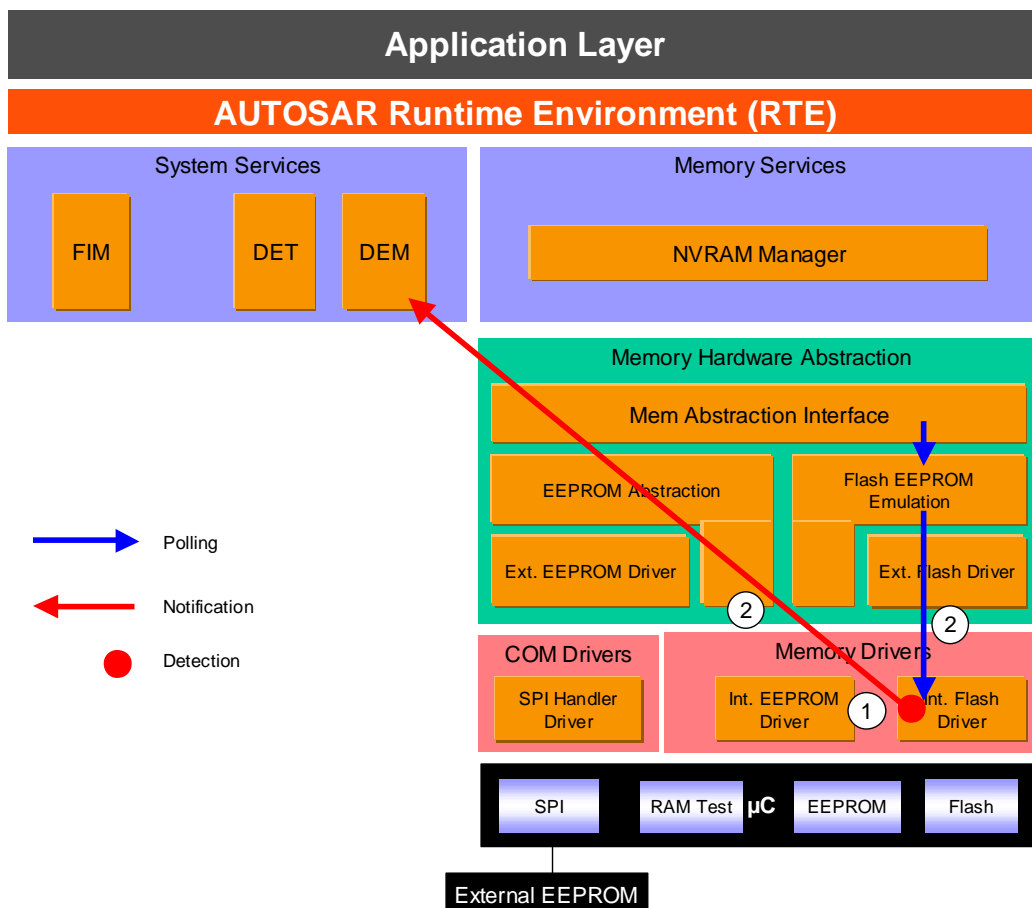 Application Layer
AUTOSAR Runtime Environment (RTE)
System Services
Memory Services
FIM
DET
DEM
NVRAM Manager
Memory Hardware Abstraction
Mem Abstraction Interface
EEPROM Abstraction
Flash EEPROM
Emulation
Polling
Ext. EEPROM Driver
Ext. Flash Driver
Notification
2
2
Detection
COM Drivers
Memory Drivers
SPI Handler
Driver
Int. EEPROM
Driver
1
Int. Flash
Driver
SPI
RAM Test
µC
EEPROM
Flash
External EEPROM